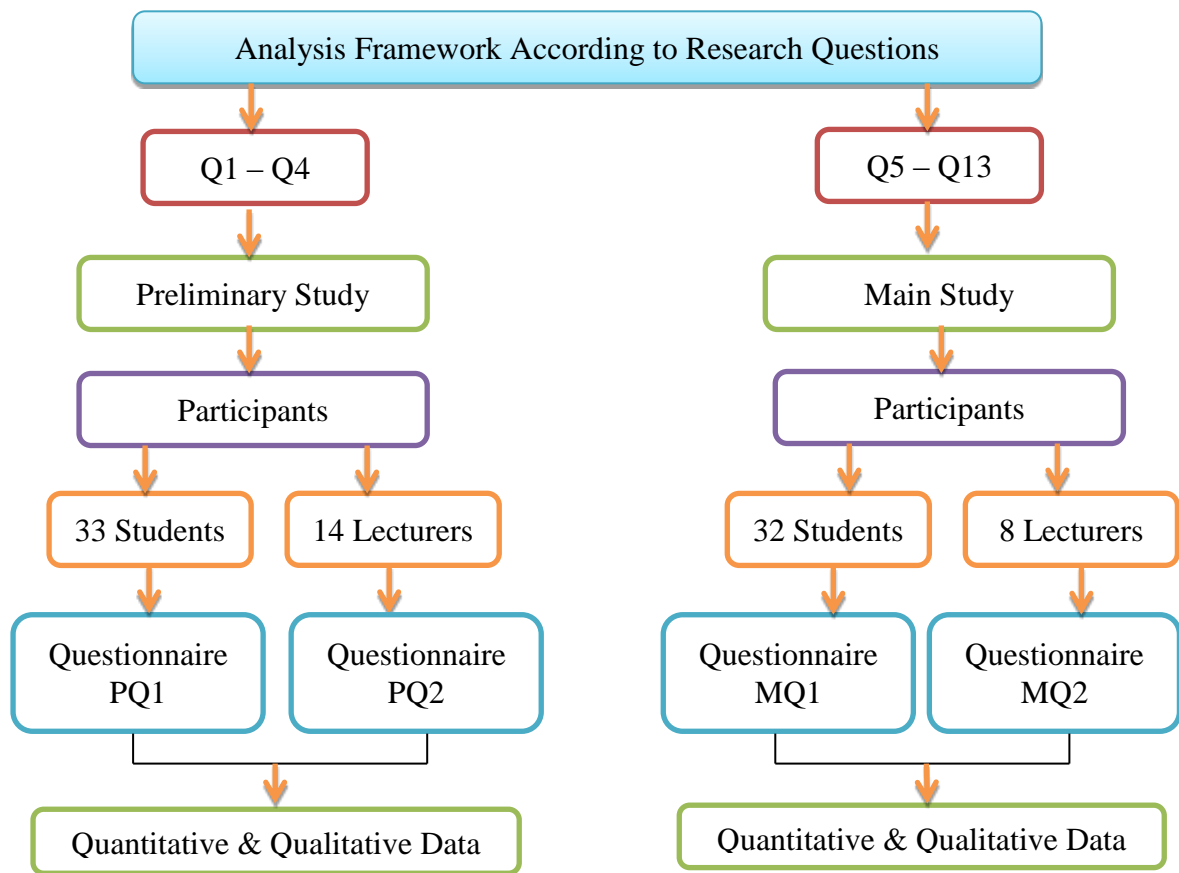 Analysis Framework According to Research Questions
Q1 – Q4
Q5 – Q13
Preliminary Study
Main Study
Participants
Participants
33 Students
14 Lecturers
32 Students
8 Lecturers
Questionnaire
PQ1
Questionnaire
PQ2
Questionnaire
MQ1
Questionnaire
MQ2
Quantitative & Qualitative Data
Quantitative & Qualitative Data